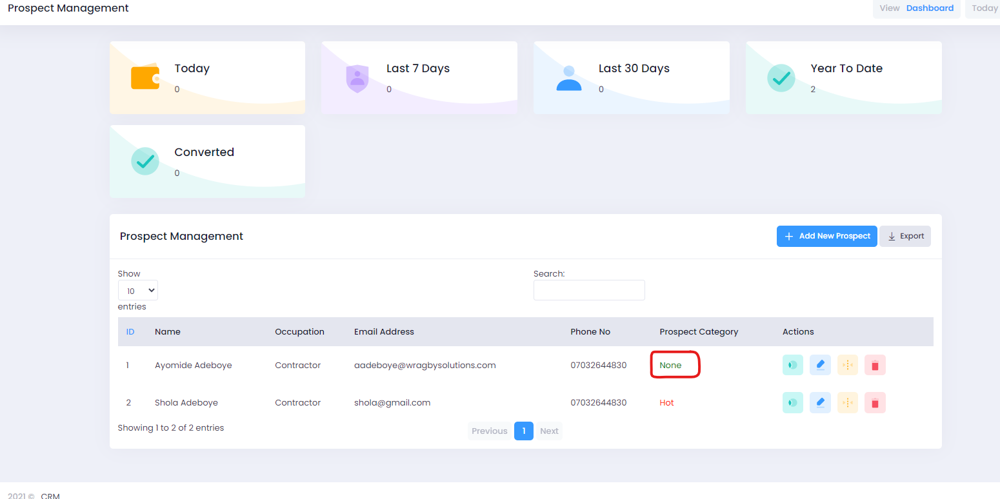 Prospect Management
View Dashboard Today
Today
0
Last 7 Days
0
Last 30 Days
0
Year To Date
2
Converted
0
Prospect Management
Add New Prospect Export
Show
10
entries
Search:
ID Name Occupation Email Address Phone No Prospect Category Actions
1 Ayomide Adeboye Contractor aadeboye@wragbysolutions.com 07032644830 None
2 Shola Adeboye Contractor shola@gmail.com 07032644830 Hot
Showing 1 to 2 of 2 entries
Previous 1 Next
2021 © CRM